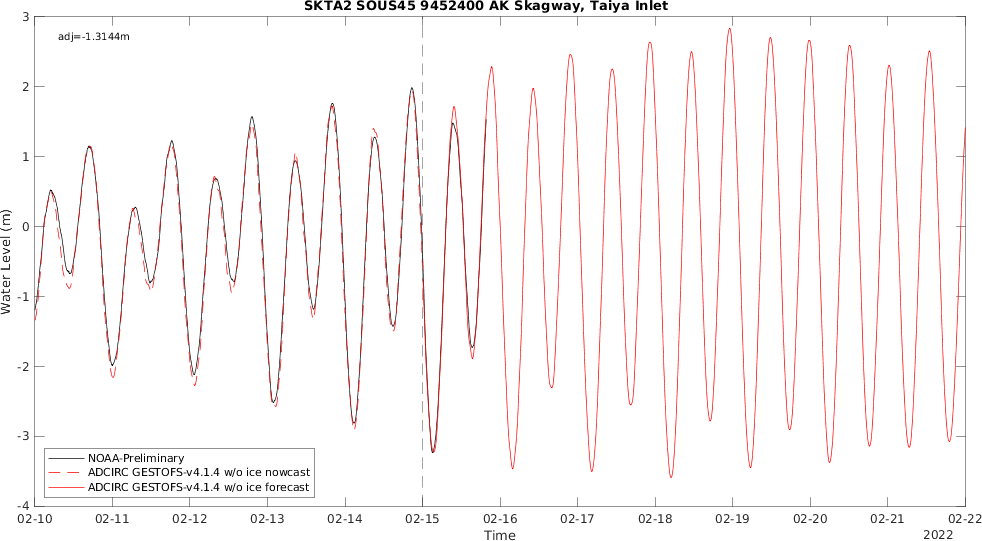 SKTA2 SOUS45 9452400 AK Skagway, Taiya Inlet
adj=-1.3144m
3
2
1
0
-1
-2
-3
-4
Water Level (m)
NOAA-Preliminary
ADCIRC GESTOFS-v4.1.4 w/o ice nowcast
ADCIRC GESTOFS-v4.1.4 w/o ice forecast
02-10 02-11 02-12 02-13 02-14 02-15 02-16 02-17 02-18 02-19 02-20 02-21 02-22
Time
2022